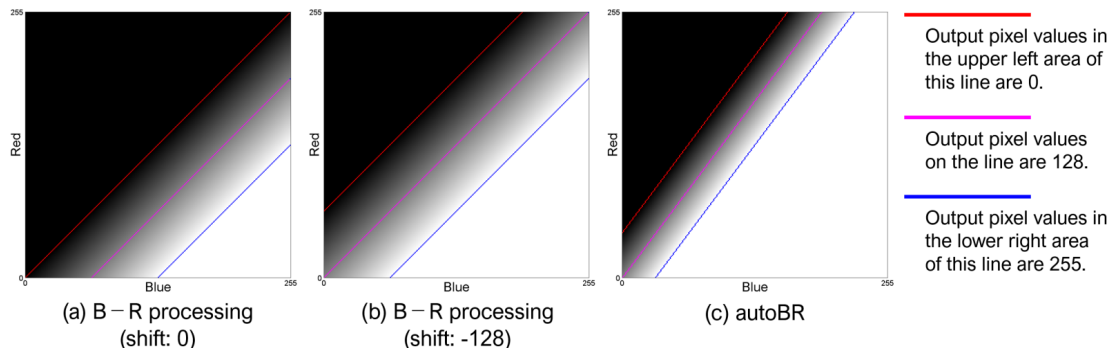 255
Red
0
0
Blue
255
(a) B－R processing
(shift: 0)
255
Red
0
0
Blue
255
(b) B－R processing
(shift: -128)
255
Red
0
0
Blue
255
(c) autoBR
Output pixel values in
the upper left area of
this line are 0.
Output pixel values
on the line are 128.
Output pixel values in
the lower right area
of this line are 255.